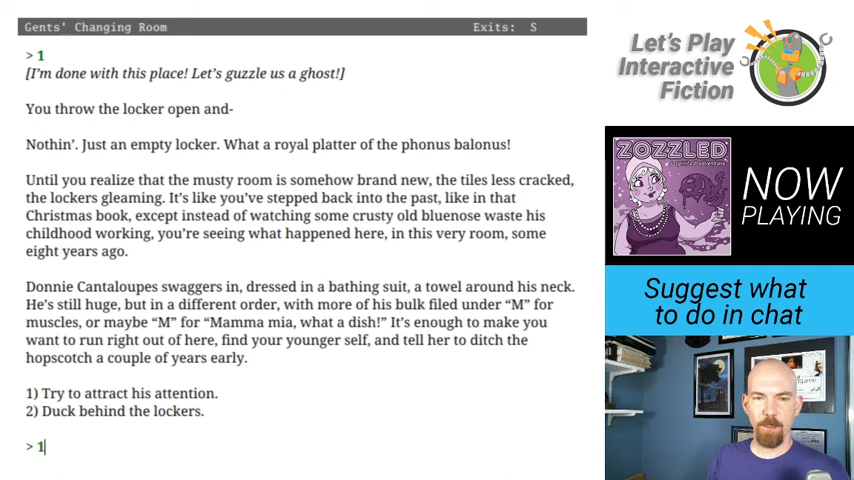 Gents' Changing Room Exits: S
> 1
[I'm done with this place! Let's guzzle us a ghost!]
You throw the locker open and-
Nothin'. Just an empty locker. What a royal platter of the phonus balonus!
Until you realize that the musty room is somehow brand new, the tiles less cracked,
the lockers gleaming. It's like you've stepped back into the past, like in that
Christmas book, except instead of watching some crusty old bluenose waste his
childhood working, you're seeing what happened here, in this very room, some
eight years ago.
Donnie Cantaloupes swaggers in, dressed in a bathing suit, a towel around his neck.
He's still huge, but in a different order, with more of his bulk filed under “M” for
muscles, or maybe “M” for “Mamma mia, what a dish!” It's enough to make you
want to run right out of here, find your younger self, and tell her to ditch the
hopscotch a couple of years early.
1) Try to attract his attention.
2) Duck behind the lockers.
> 1
Let's Play
Interactive
Fiction
ZOZZLED
NOW
PLAYING
Suggest what
to do in chat